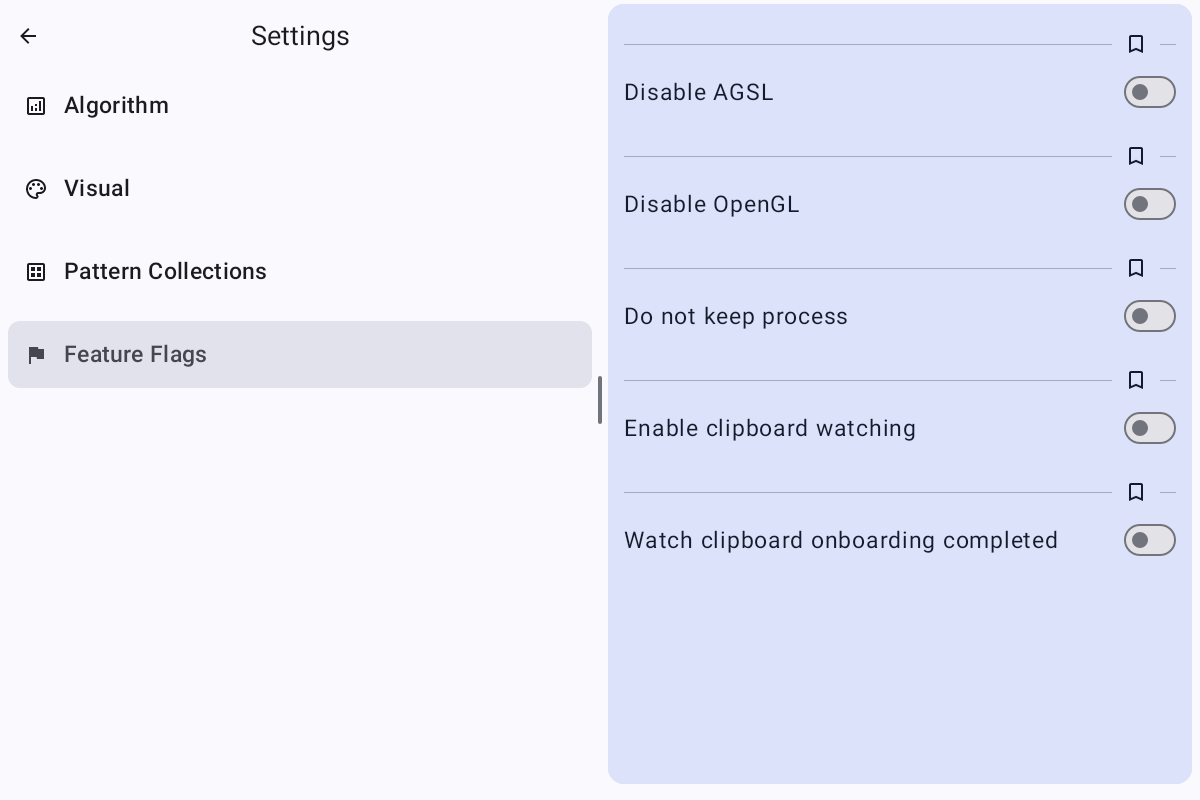 Settings
Algorithm
Visual
Pattern Collections
Feature Flags
Disable AGSL
Disable OpenGL
Do not keep process
Enable clipboard watching
Watch clipboard onboarding completed